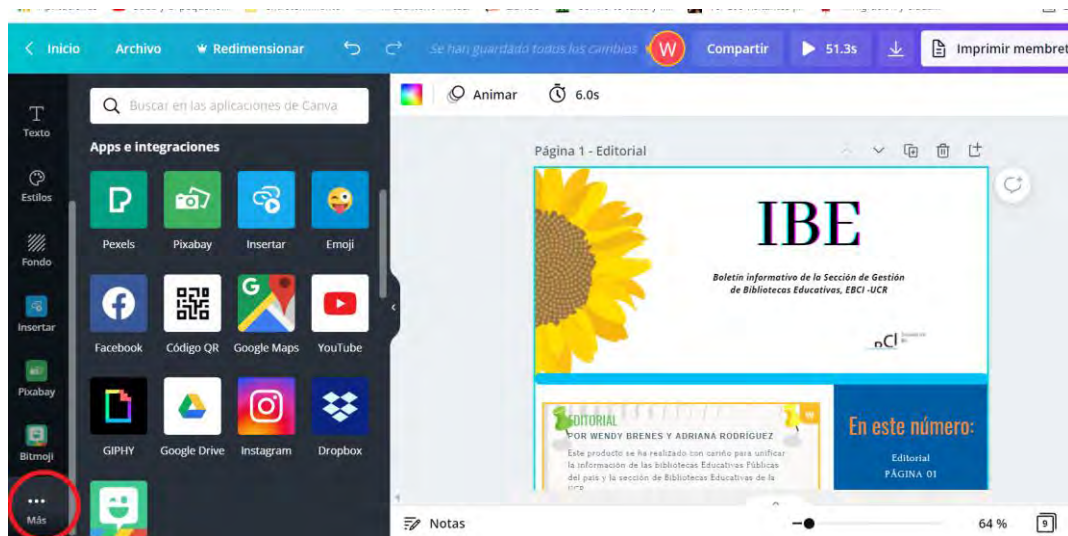 Inicio Archivo Redimensionar Se han guardado todos los cambios W Compartir 51.3s Imprimir membret
Texto
Estilos
Fondo
Insertar
Pixabay
Bitmoji
Más
Buscar en las aplicaciones de Canva
Apps e integraciones
Pexels Pixabay Insertar Emoji
Facebook Código QR Google Maps YouTube
GIPHY Google Drive Instagram Dropbox
Animar 6.0s
Página 1 - Editorial
IBE
Boletín informativo de la Sección de Gestión
de Bibliotecas Educativas, EBCI -UCR
EDITORIAL
POR WENDY BRENES Y ADRIANA RODRÍGUEZ
Este producto se ha realizado con cariño para unificar
la información de las bibliotecas Educativas Públicas
del país y la sección de Bibliotecas Educativas de la
UCR
En este número:
Editorial
PÁGINA 01
Notas 64 % 9